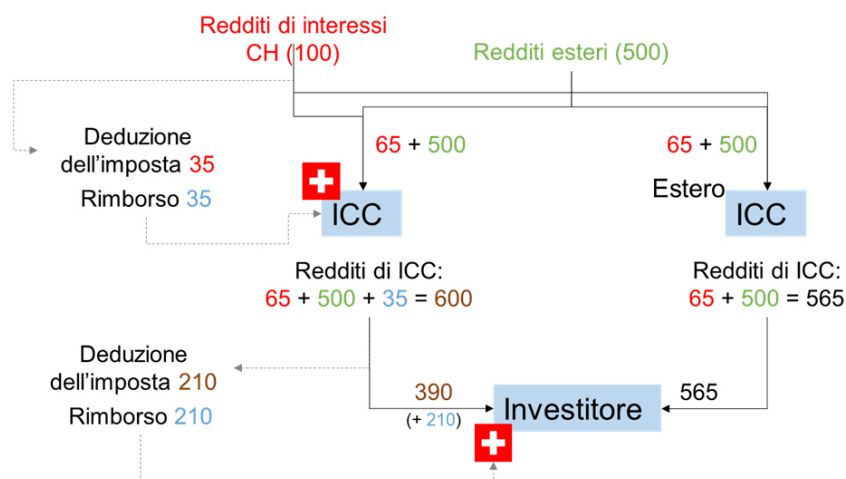 Redditi di interessi
CH (100)
Redditi esteri (500)
Deduzione
dell'imposta 35
Rimborso 35
65 + 500
65 + 500
Estero
ICC
ICC
Redditi di ICC:
65 + 500 + 35 = 600
Redditi di ICC:
65 + 500 = 565
Deduzione
dell'imposta 210
Rimborso 210
390
(+ 210)
Investitore
565